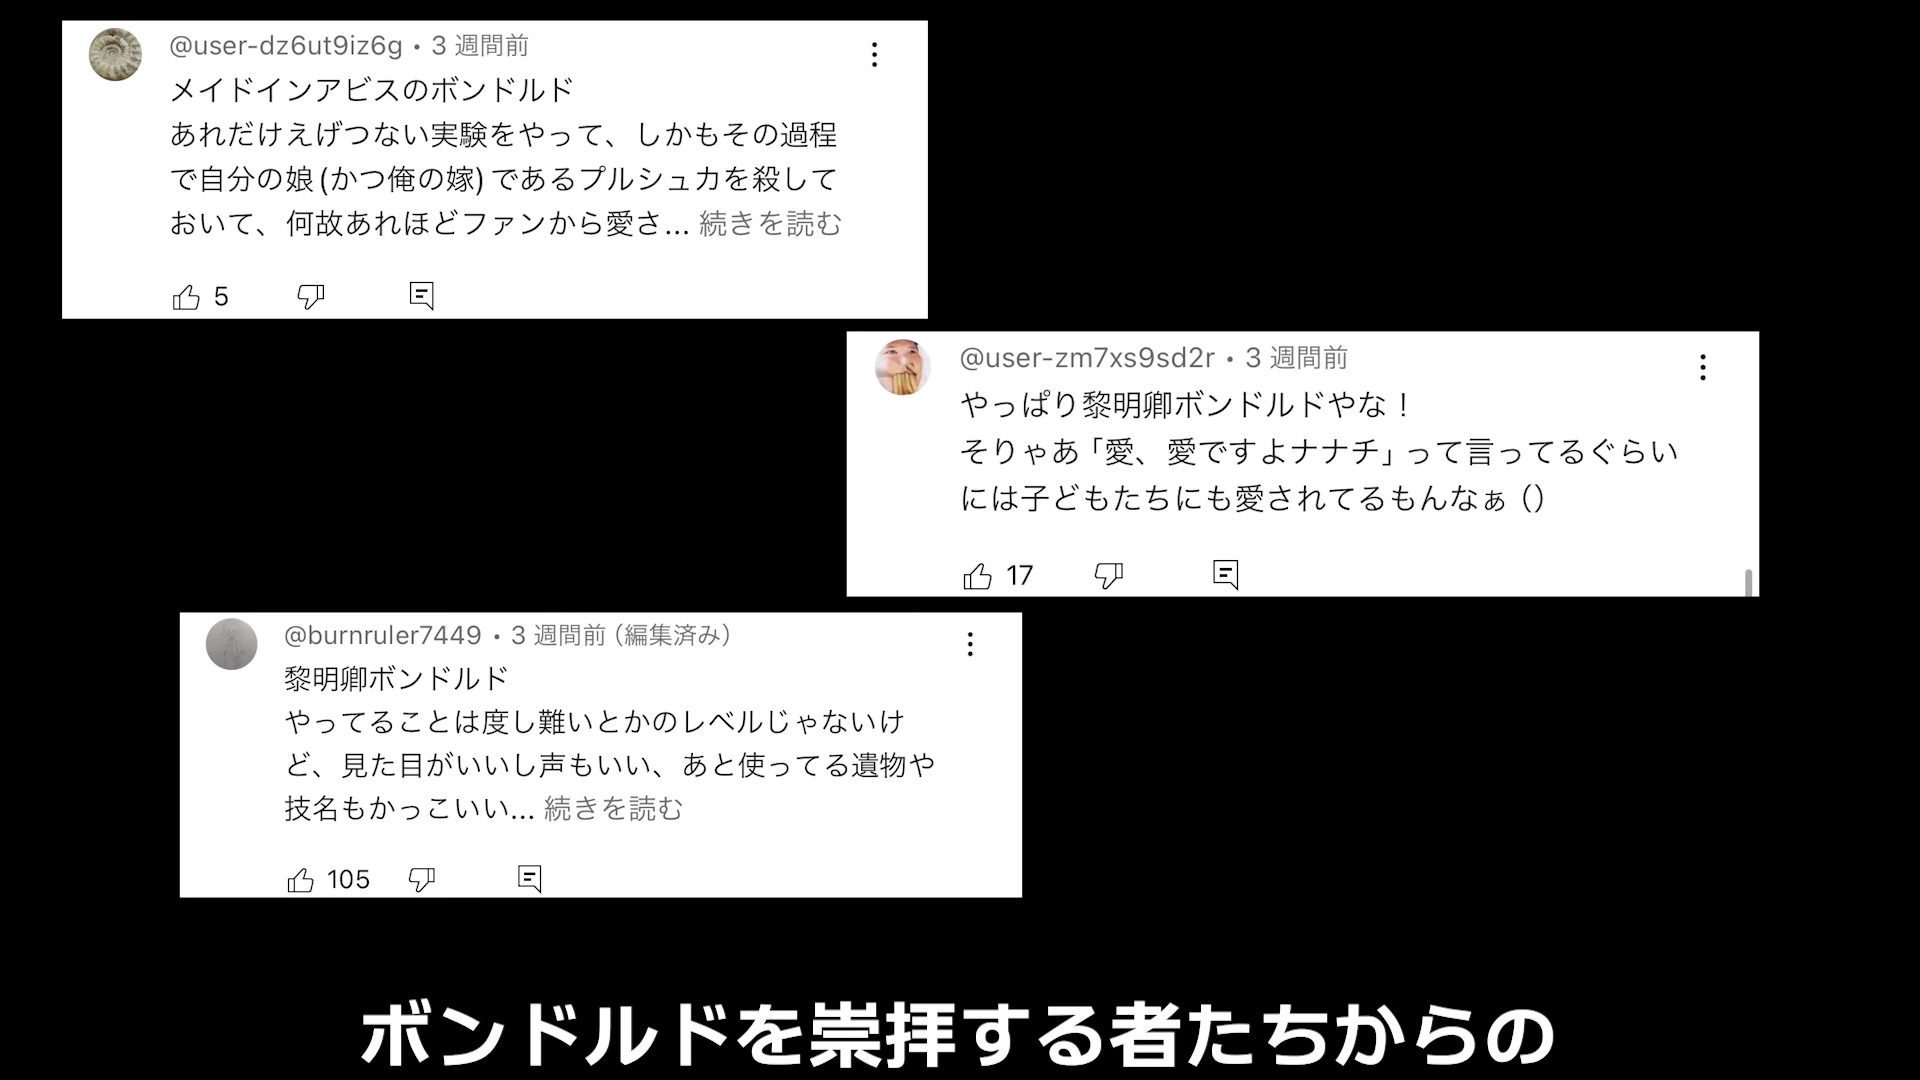 @user-dz6ut9iz6g・3 週間前
メイドインアビスのボンドルド
あれだけえげつない実験をやって、しかもその過程
で自分の娘(かつ俺の嫁)であるプルシュカを殺して
おいて、何故あれほどファンから愛さ... 続きを読む
5
@user-zm7xs9sd2r・3 週間前
やっぱり黎明卿ボンドルドやな！
そりゃあ「愛、愛ですよナナチ」って言ってるぐらい
には子どもたちにも愛されてるもんなぁ（）
17
@burnruler7449・3 週間前（編集済み）
黎明卿ボンドルド
やってることは度し難いとかのレベルじゃないけ
ど、見た目がいいし声もいい、あと使ってる遺物や
技名もかっこいい... 続きを読む
105
ボンドルドを崇拝する者たちからの